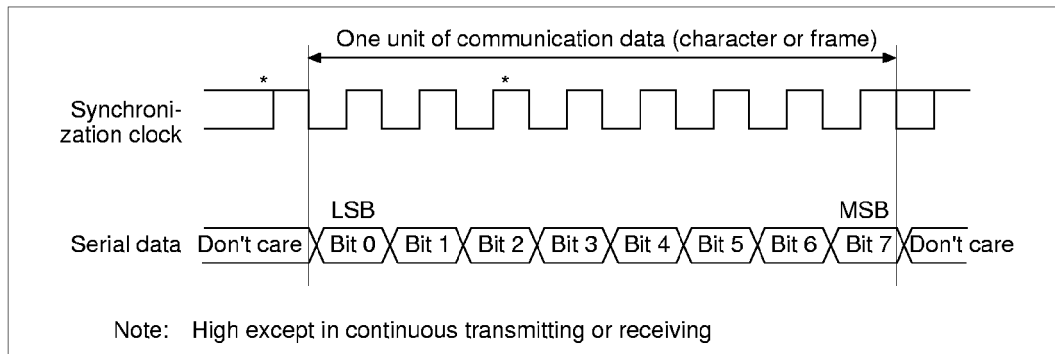 One unit of communication data (character or frame)
* *
Synchroni-
zation clock
LSB MSB
Serial data Don't care Bit 0 Bit 1 Bit 2 Bit 3 Bit 4 Bit 5 Bit 6 Bit 7 Don't care
Note: High except in continuous transmitting or receiving